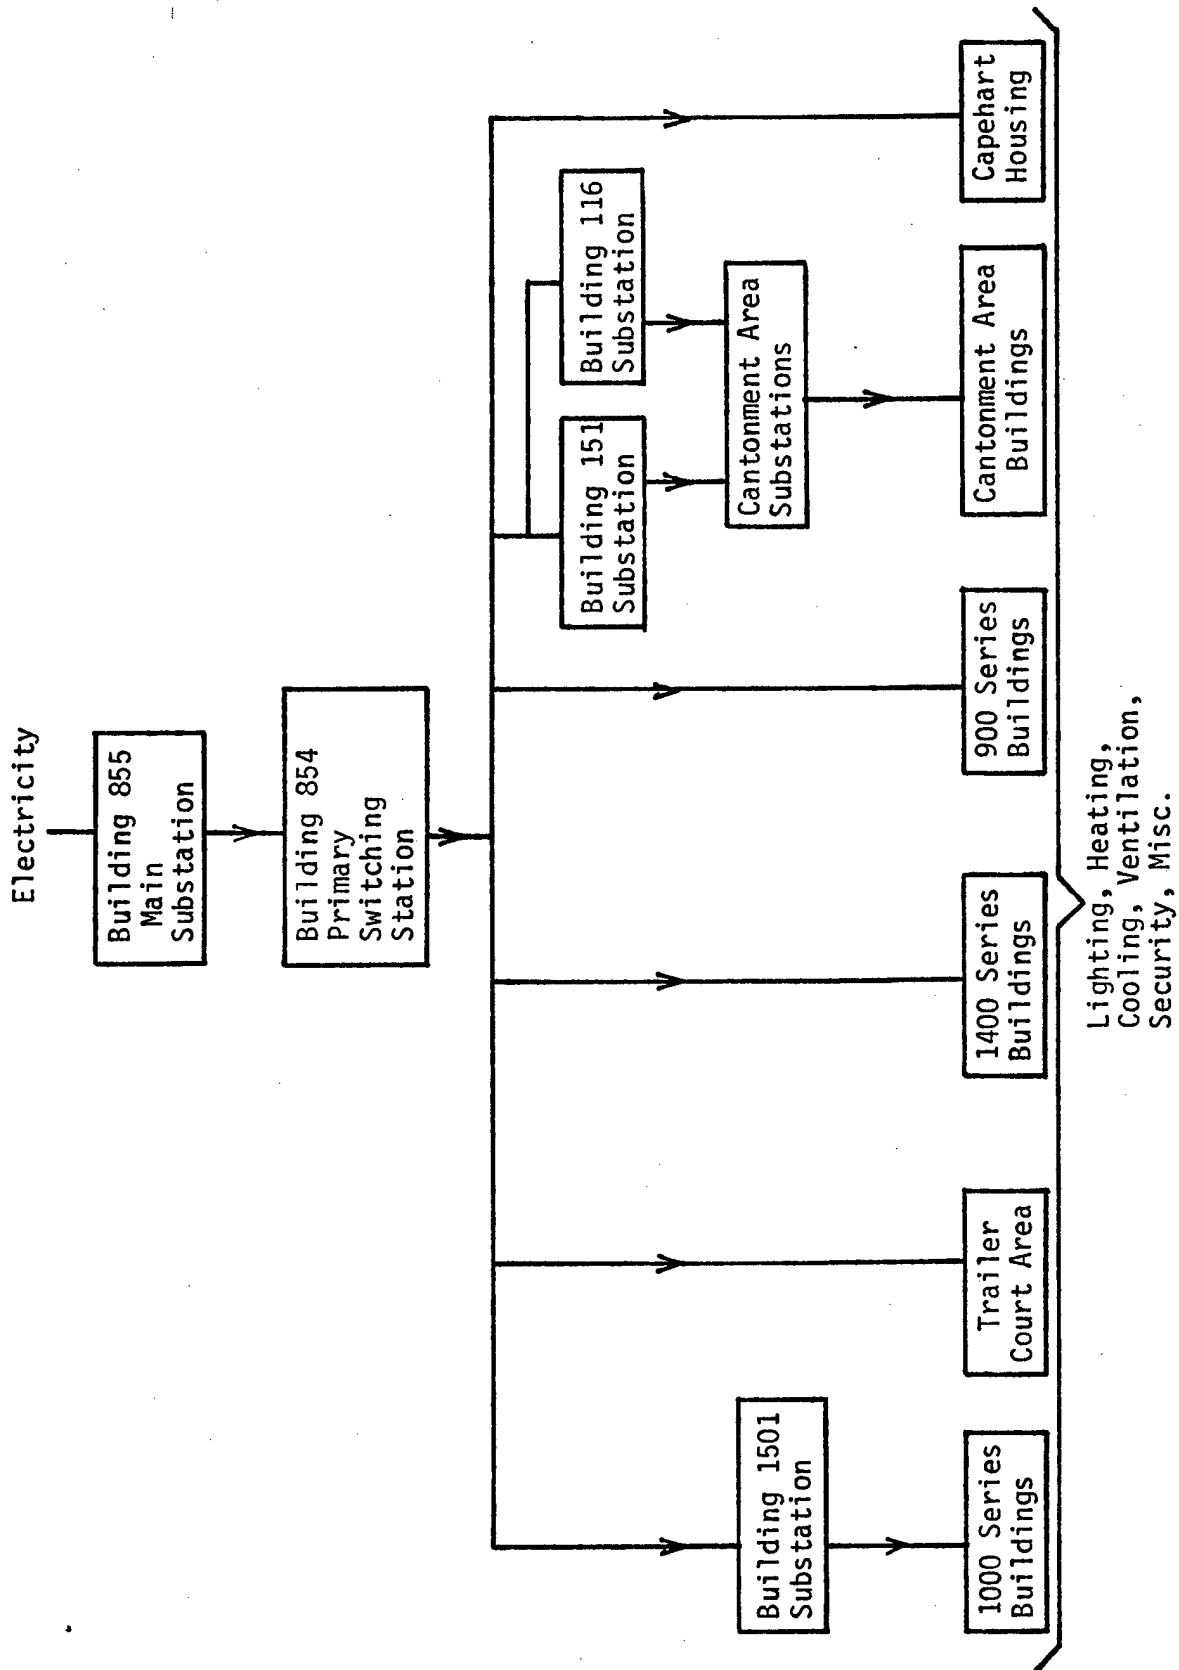 Electricity
Building 855
Main
Substation
Building 854
Primary
Switching
Station
Building 151
Substation
Building 116
Substation
Building 1501
Substation
Cantonment Area
Substations
1000 Series
Buildings
Trailer
Court Area
1400 Series
Buildings
900 Series
Buildings
Cantonment Area
Buildings
Capehart
Housing
Lighting, Heating,
Cooling, Ventilation,
Security, Misc.